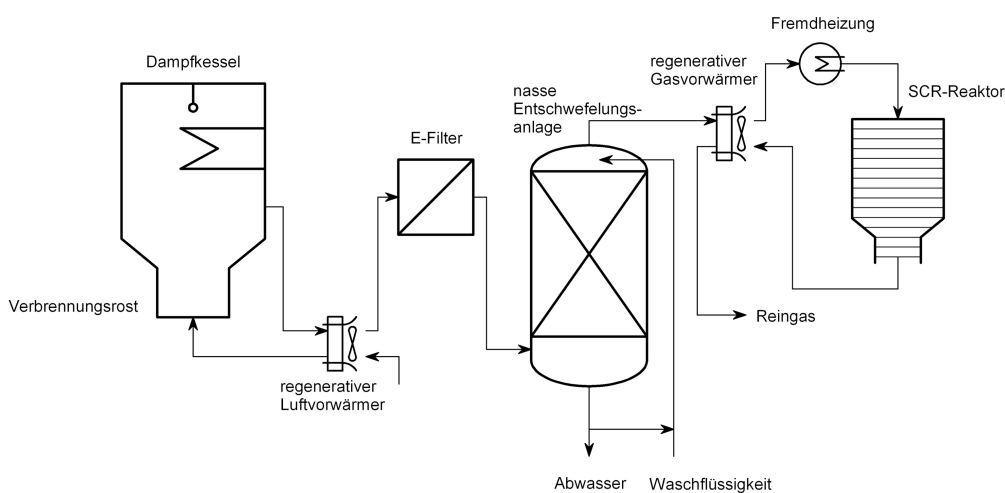 Fremdheizung
regenerativer
Gasvorwärmer
Dampfkessel
nasse
Entschwefelungs-
anlage
SCR-Reaktor
E-Filter
Verbrennungsrost
Reingas
regenerativer
Luftvorwärmer
Abwasser
Waschflüssigkeit